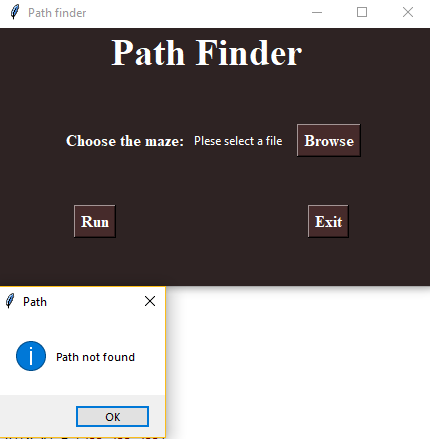 Path finder
Path Finder
Choose the maze: Plese select a file Browse
Run Exit
Path
Path not found
OK